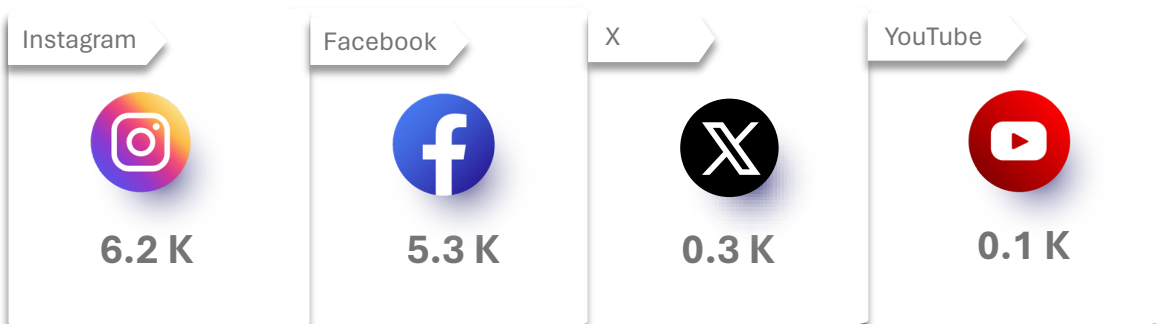 Instagram
Facebook
X
YouTube
6.2 K
5.3 K
0.3 K
0.1 K